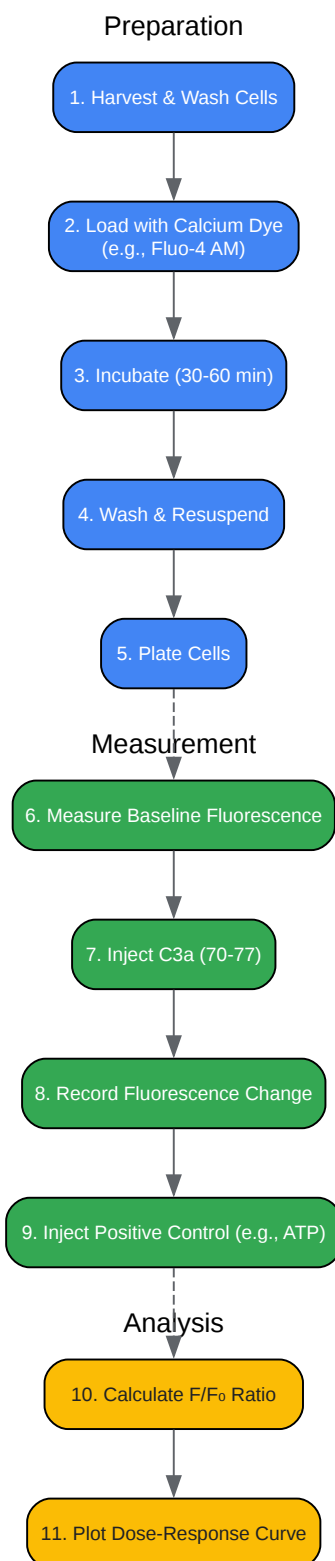 Preparation
1. Harvest & Wash Cells
2. Load with Calcium Dye
(e.g., Fluo-4 AM)
3. Incubate (30-60 min)
4. Wash & Resuspend
5. Plate Cells
Measurement
6. Measure Baseline Fluorescence
7. Inject C3a (70-77)
8. Record Fluorescence Change
9. Inject Positive Control (e.g., ATP)
Analysis
10. Calculate F/F₀ Ratio
11. Plot Dose-Response Curve